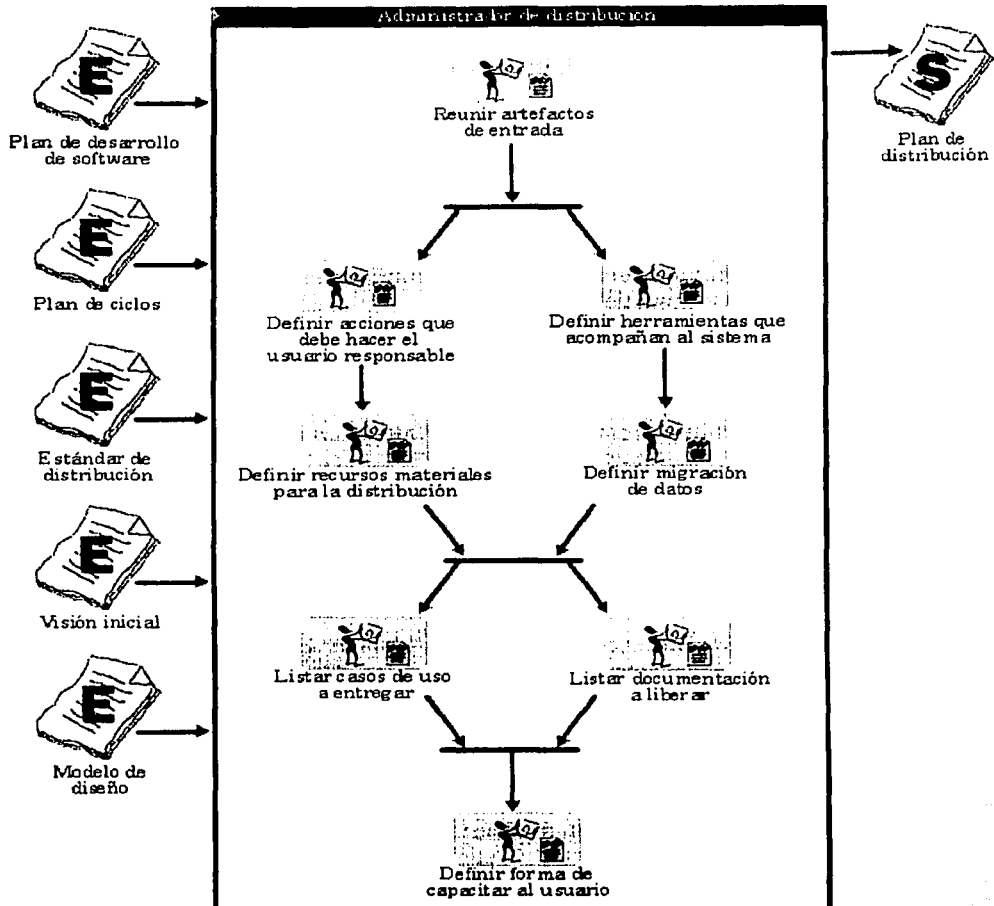 Administrador de distribución
E
Plan de desarrollo
de software
E
Plan de ciclos
E
Estándar de
distribución
E
Visión inicial
E
Modelo de
diseño
Reunir artefactos
de entrada
Definir acciones que
debe hacer el
usuario responsable
Definir herramientas que
acompañan al sistema
Definir recursos materiales
para la distribución
Definir migración
de datos
Listar casos de uso
a entregar
Listar documentación
a liberar
Definir forma de
capacitar al usuario
S
Plan de
distribución